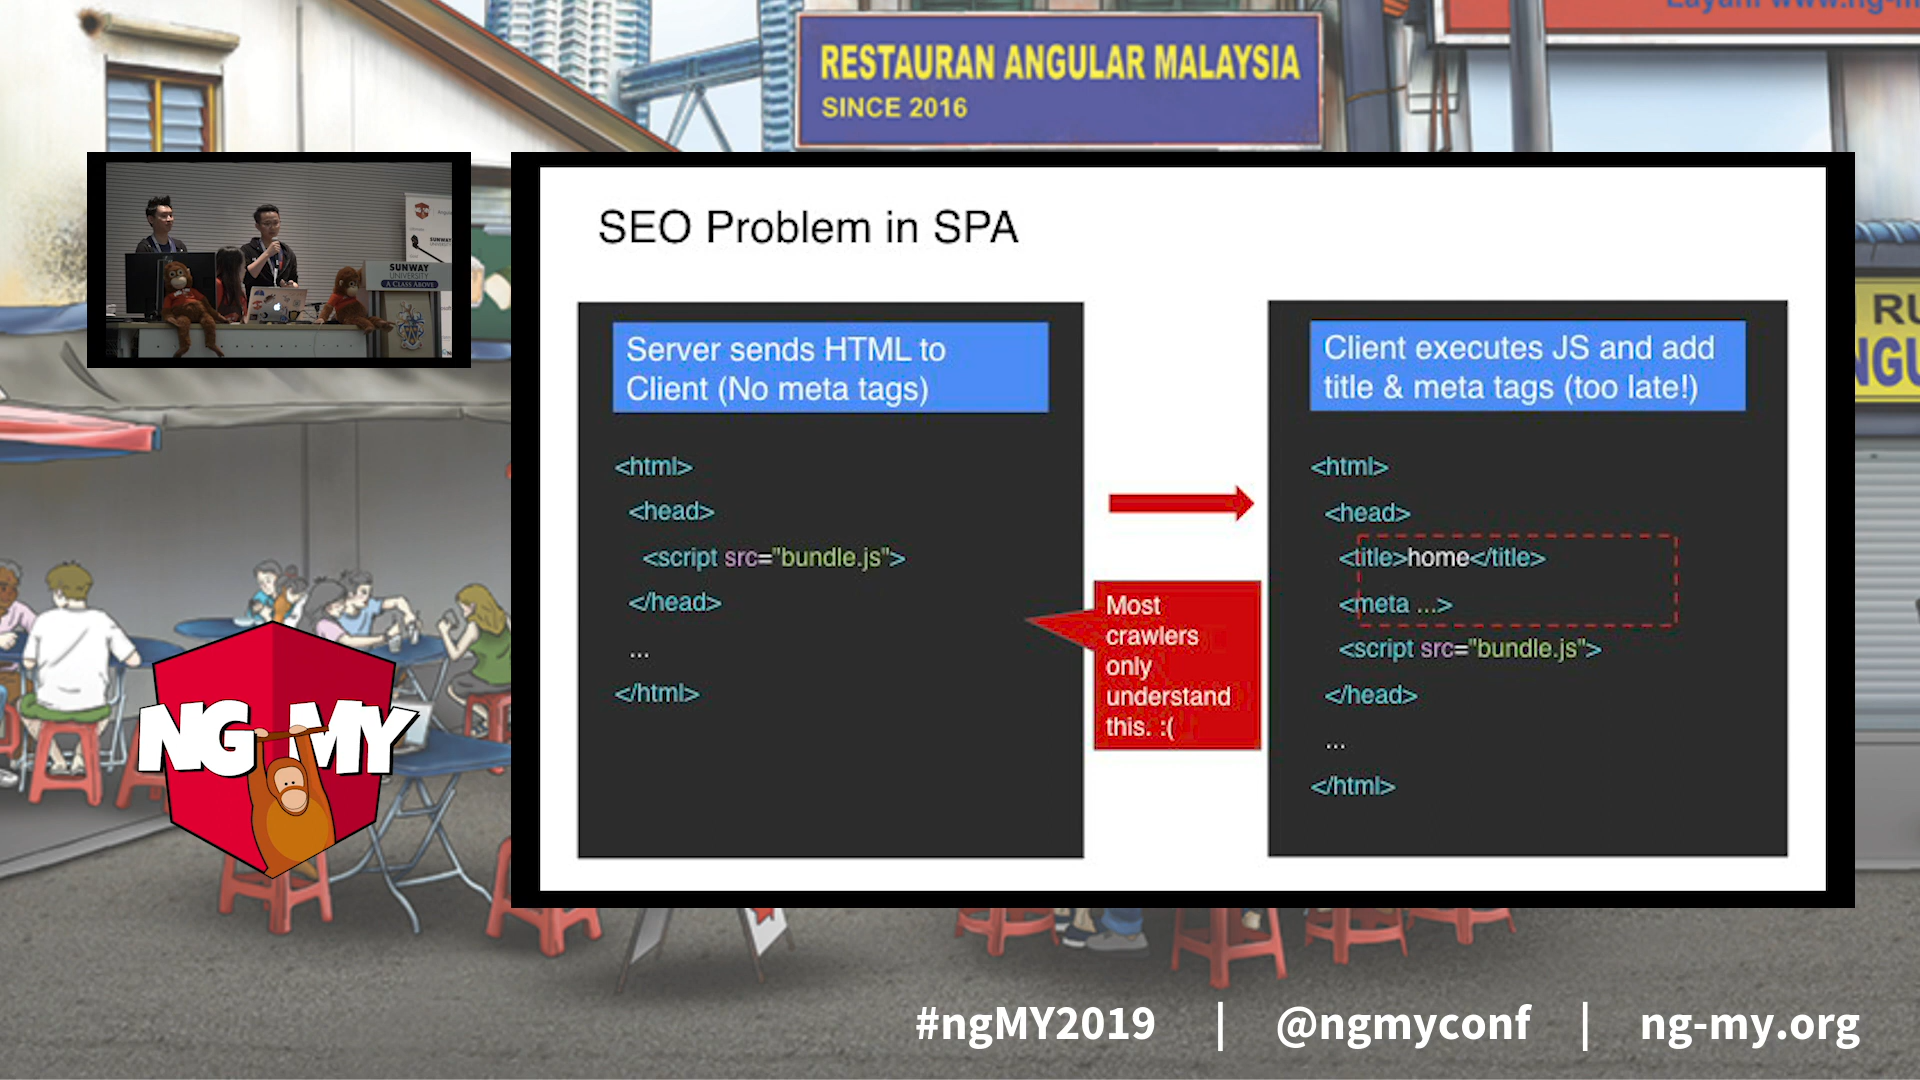 RESTAURAN ANGULAR MALAYSIA
SINCE 2016
SUNWAY
UNIVERSITY
A CLASS ABOVE
SEO Problem in SPA
Server sends HTML to
Client (No meta tags)
<html>
<head>
<script src="bundle.js">
</head>
...
</html>
Most
crawlers
only
understand
this. :(
Client executes JS and add
title & meta tags (too late!)
<html>
<head>
<title>home</title>
<meta ...>
<script src="bundle.js">
</head>
...
</html>
NG MY
#ngMY2019 | @ngmyconf | ng-my.org